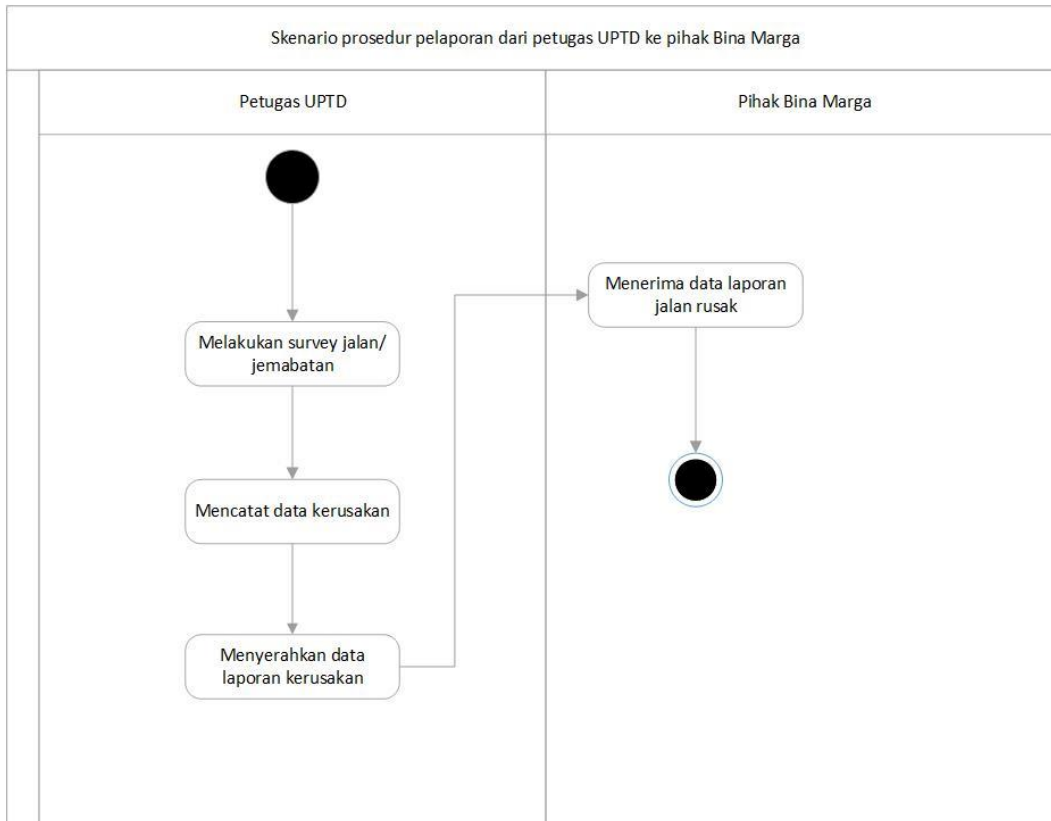 Skenario prosedur pelaporan dari petugas UPTD ke pihak Bina Marga
Petugas UPTD
Pihak Bina Marga
Melakukan survey jalan/
jemabatan
Mencatat data kerusakan
Menyerahkan data
laporan kerusakan
Menerima data laporan
jalan rusak